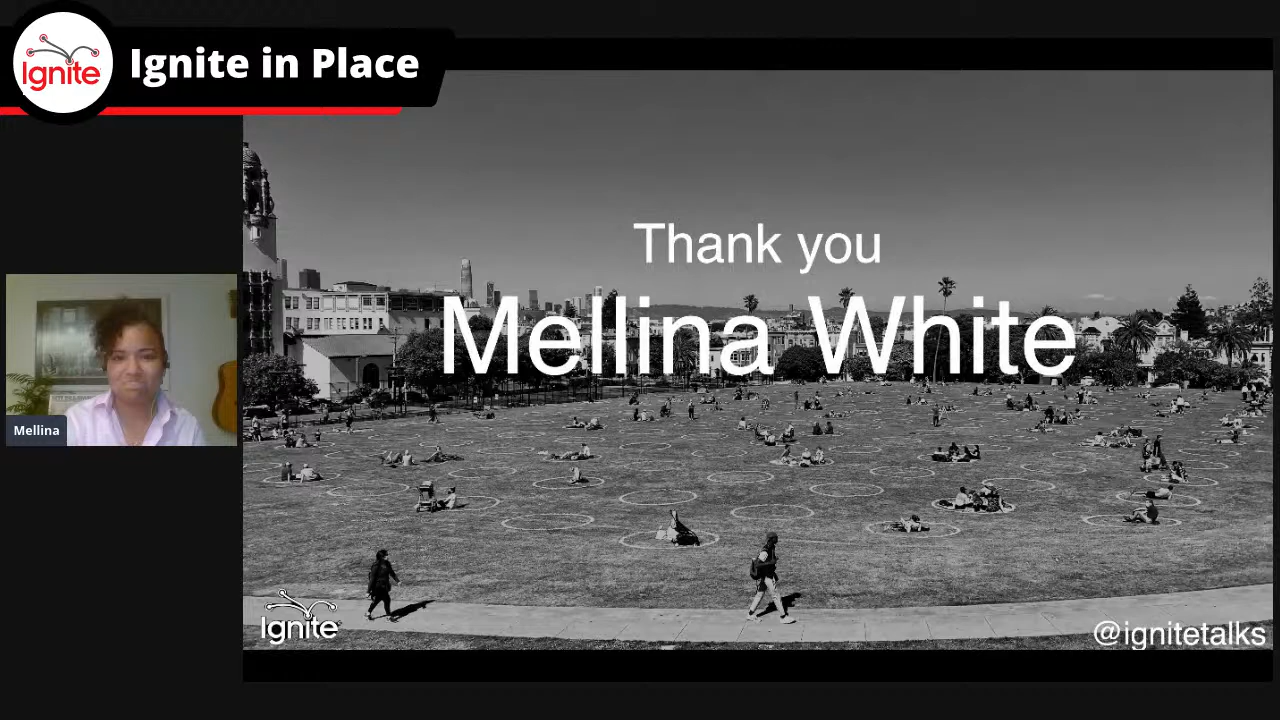 Ignite
Ignite in Place
Thank you
Mellina White
Mellina
Ignite
@ignitetalks